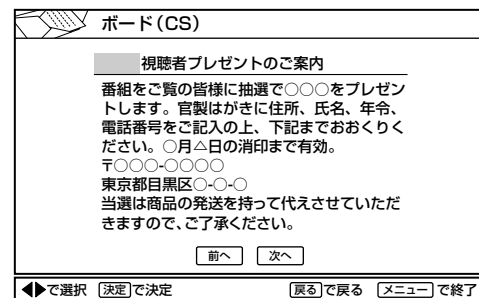 ボード（CS）
視聴者プレゼントのご案内
番組をご覧の皆様に抽選で○○○をプレゼン
トします。官製はがきに住所、氏名、年令、
電話番号をご記入の上、下記までおおくりく
ださい。○月△日の消印まで有効。
〒○○○-○○○○
東京都目黒区○-○-○
当選は商品の発送を持って代えさせていただ
きますので、ご了承ください。
前へ 次へ
◀▶で選択 決定で決定 戻るで戻る メニューで終了